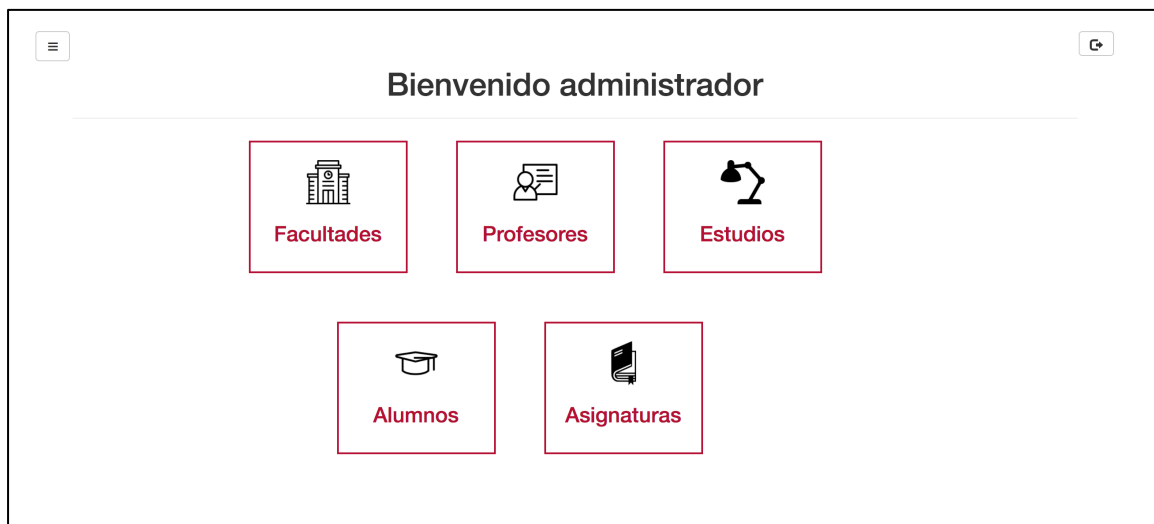 Bienvenido administrador
Facultades
Profesores
Estudios
Alumnos
Asignaturas